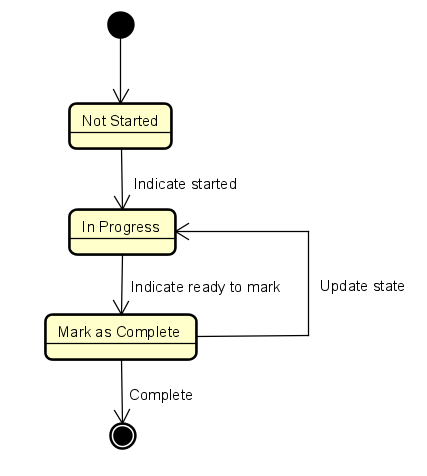 Not Started
Indicate started
In Progress
Indicate ready to mark
Update state
Mark as Complete
Complete